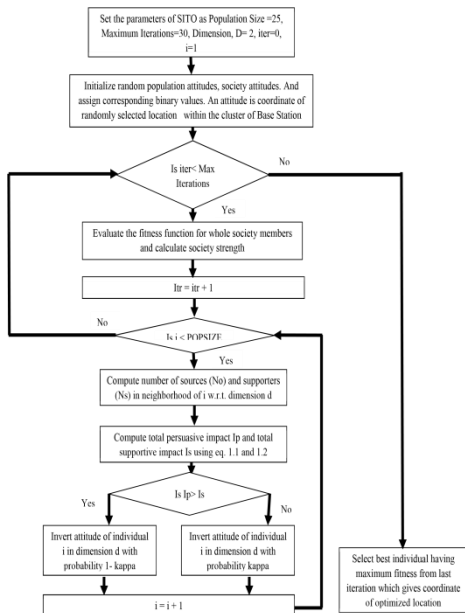 Set the parameters of SITO as Population Size =25,
Maximum Iterations=30, Dimension, D= 2, iter=0,
i=1
Initialize random population attitudes, society attitudes. And
assign corresponding binary values. An attitude is coordinate of
randomly selected location within the cluster of Base Station
Is iter< Max
Iterations
No
Yes
Evaluate the fitness function for whole society members
and calculate society strength
Itr = itr + 1
No
Is i < POPSIZE
Yes
Compute number of sources (No) and supporters
(Ns) in neighborhood of i w.r.t. dimension d
Compute total persuasive impact Ip and total
supportive impact Is using eq. 1.1 and 1.2
Is Ip> Is
Yes
No
Invert attitude of individual
i in dimension d with
probability 1- kappa
Invert attitude of individual
i in dimension d with
probability kappa
i = i + 1
Select best individual having
maximum fitness from last
iteration which gives coordinate
of optimized location